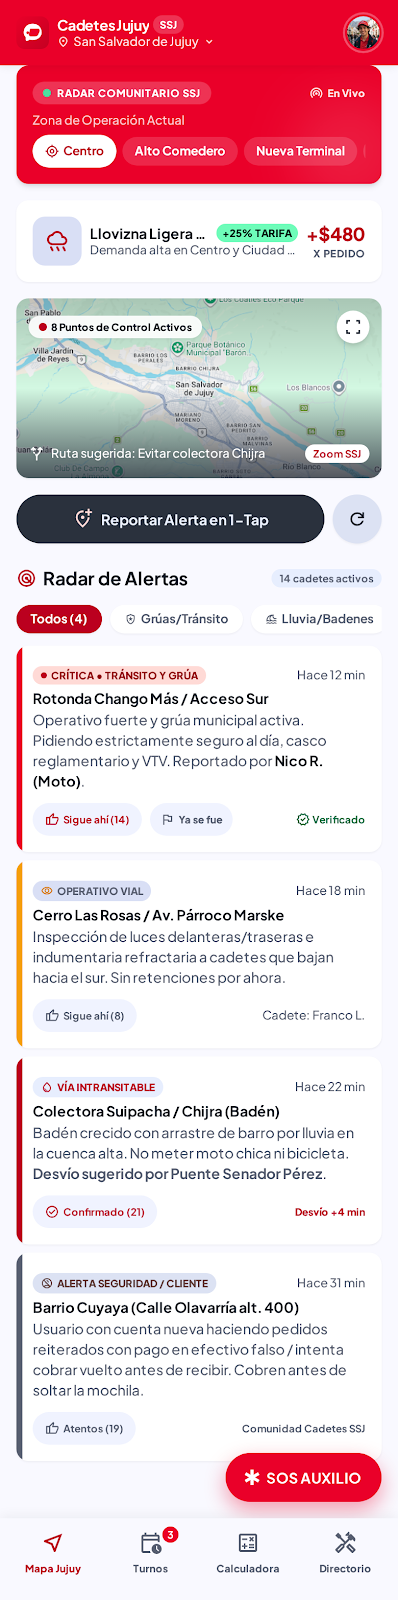 CadetesJujuy SSJ
San Salvador de Jujuy
RADAR COMUNITARIO SSJ
En Vivo
Zona de Operación Actual
Centro
Alto Comedero
Nueva Terminal
Llovizna Ligera ...
+25% TARIFA
+$480
Demanda alta en Centro y Ciudad ...
X PEDIDO
Los Coatíes Eco Parque
San Pablo
8 Puntos de Control Activos
Villa Jardín
de Reyes
Parque Botánico
Municipal "Barón
BARRIO LOS
PERALES
BARRIO CHIJRA
San Salvador
de Jujuy
Los Blancos
MARIANO
MORENO
BARRIO SAN
PEDRITO
BARRIO
MALVINAS
Ruta sugerida: Evitar colectora Chijra
Zoom SSJ
Club De Campo
Río Blanco
Reportar Alerta en 1-Tap
Radar de Alertas
14 cadetes activos
Todos (4)
Grúas/Tránsito
Lluvia/Badenes
CRÍTICA • TRÁNSITO Y GRÚA
Hace 12 min
Rotonda Chango Más / Acceso Sur
Operativo fuerte y grúa municipal activa.
Pidiendo estrictamente seguro al día, casco
reglamentario y VTV. Reportado por Nico R.
(Moto).
Sigue ahí (14)
Ya se fue
Verificado
OPERATIVO VIAL
Hace 18 min
Cerro Las Rosas / Av. Párroco Marske
Inspección de luces delanteras/traseras e
indumentaria refractaria a cadetes que bajan
hacia el sur. Sin retenciones por ahora.
Sigue ahí (8)
Cadete: Franco L.
VÍA INTRANSITABLE
Hace 22 min
Colectora Suipacha / Chijra (Badén)
Badén crecido con arrastre de barro por lluvia en
la cuenca alta. No meter moto chica ni bicicleta.
Desvío sugerido por Puente Senador Pérez.
Confirmado (21)
Desvío +4 min
ALERTA SEGURIDAD / CLIENTE
Hace 31 min
Barrio Cuyaya (Calle Olavarría alt. 400)
Usuario con cuenta nueva haciendo pedidos
reiterados con pago en efectivo falso / intenta
cobrar vuelto antes de recibir. Cobren antes de
soltar la mochila.
Atentos (19)
Comunidad Cadetes SSJ
SOS AUXILIO
3
Mapa Jujuy
Turnos
Calculadora
Directorio